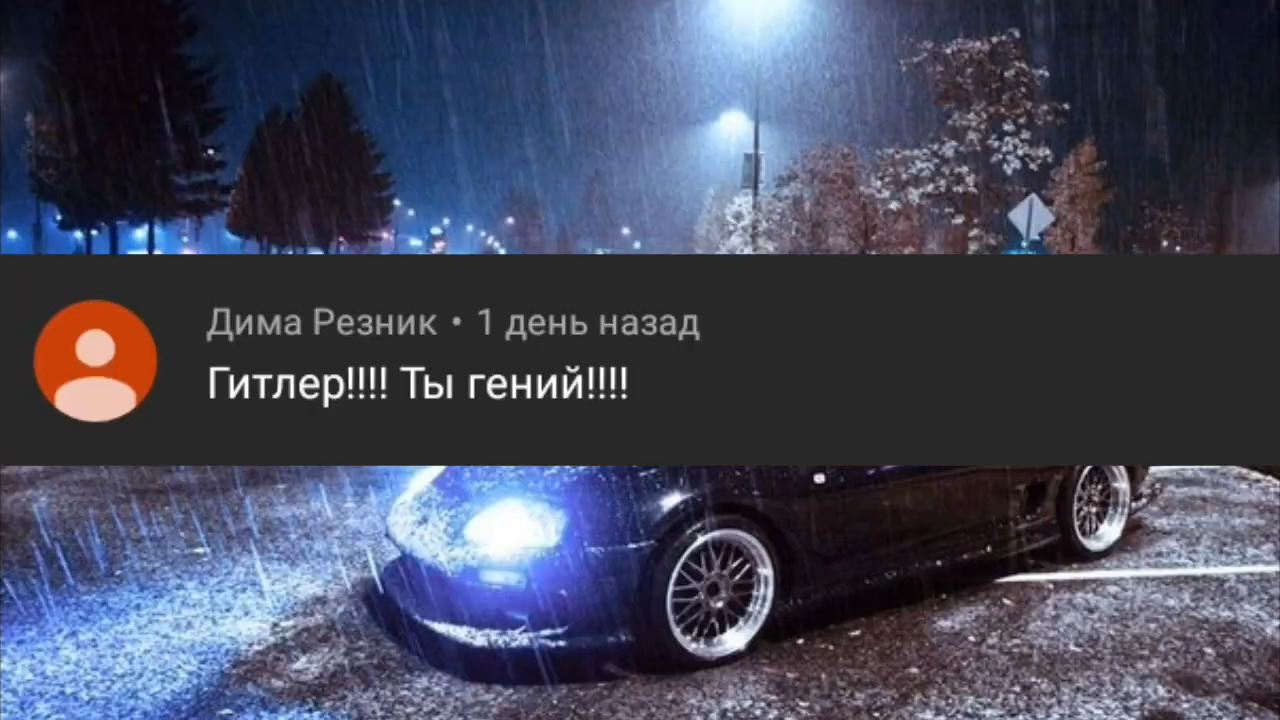 Дима Резник • 1 день назад
Гитлер!!!! Ты гений!!!!